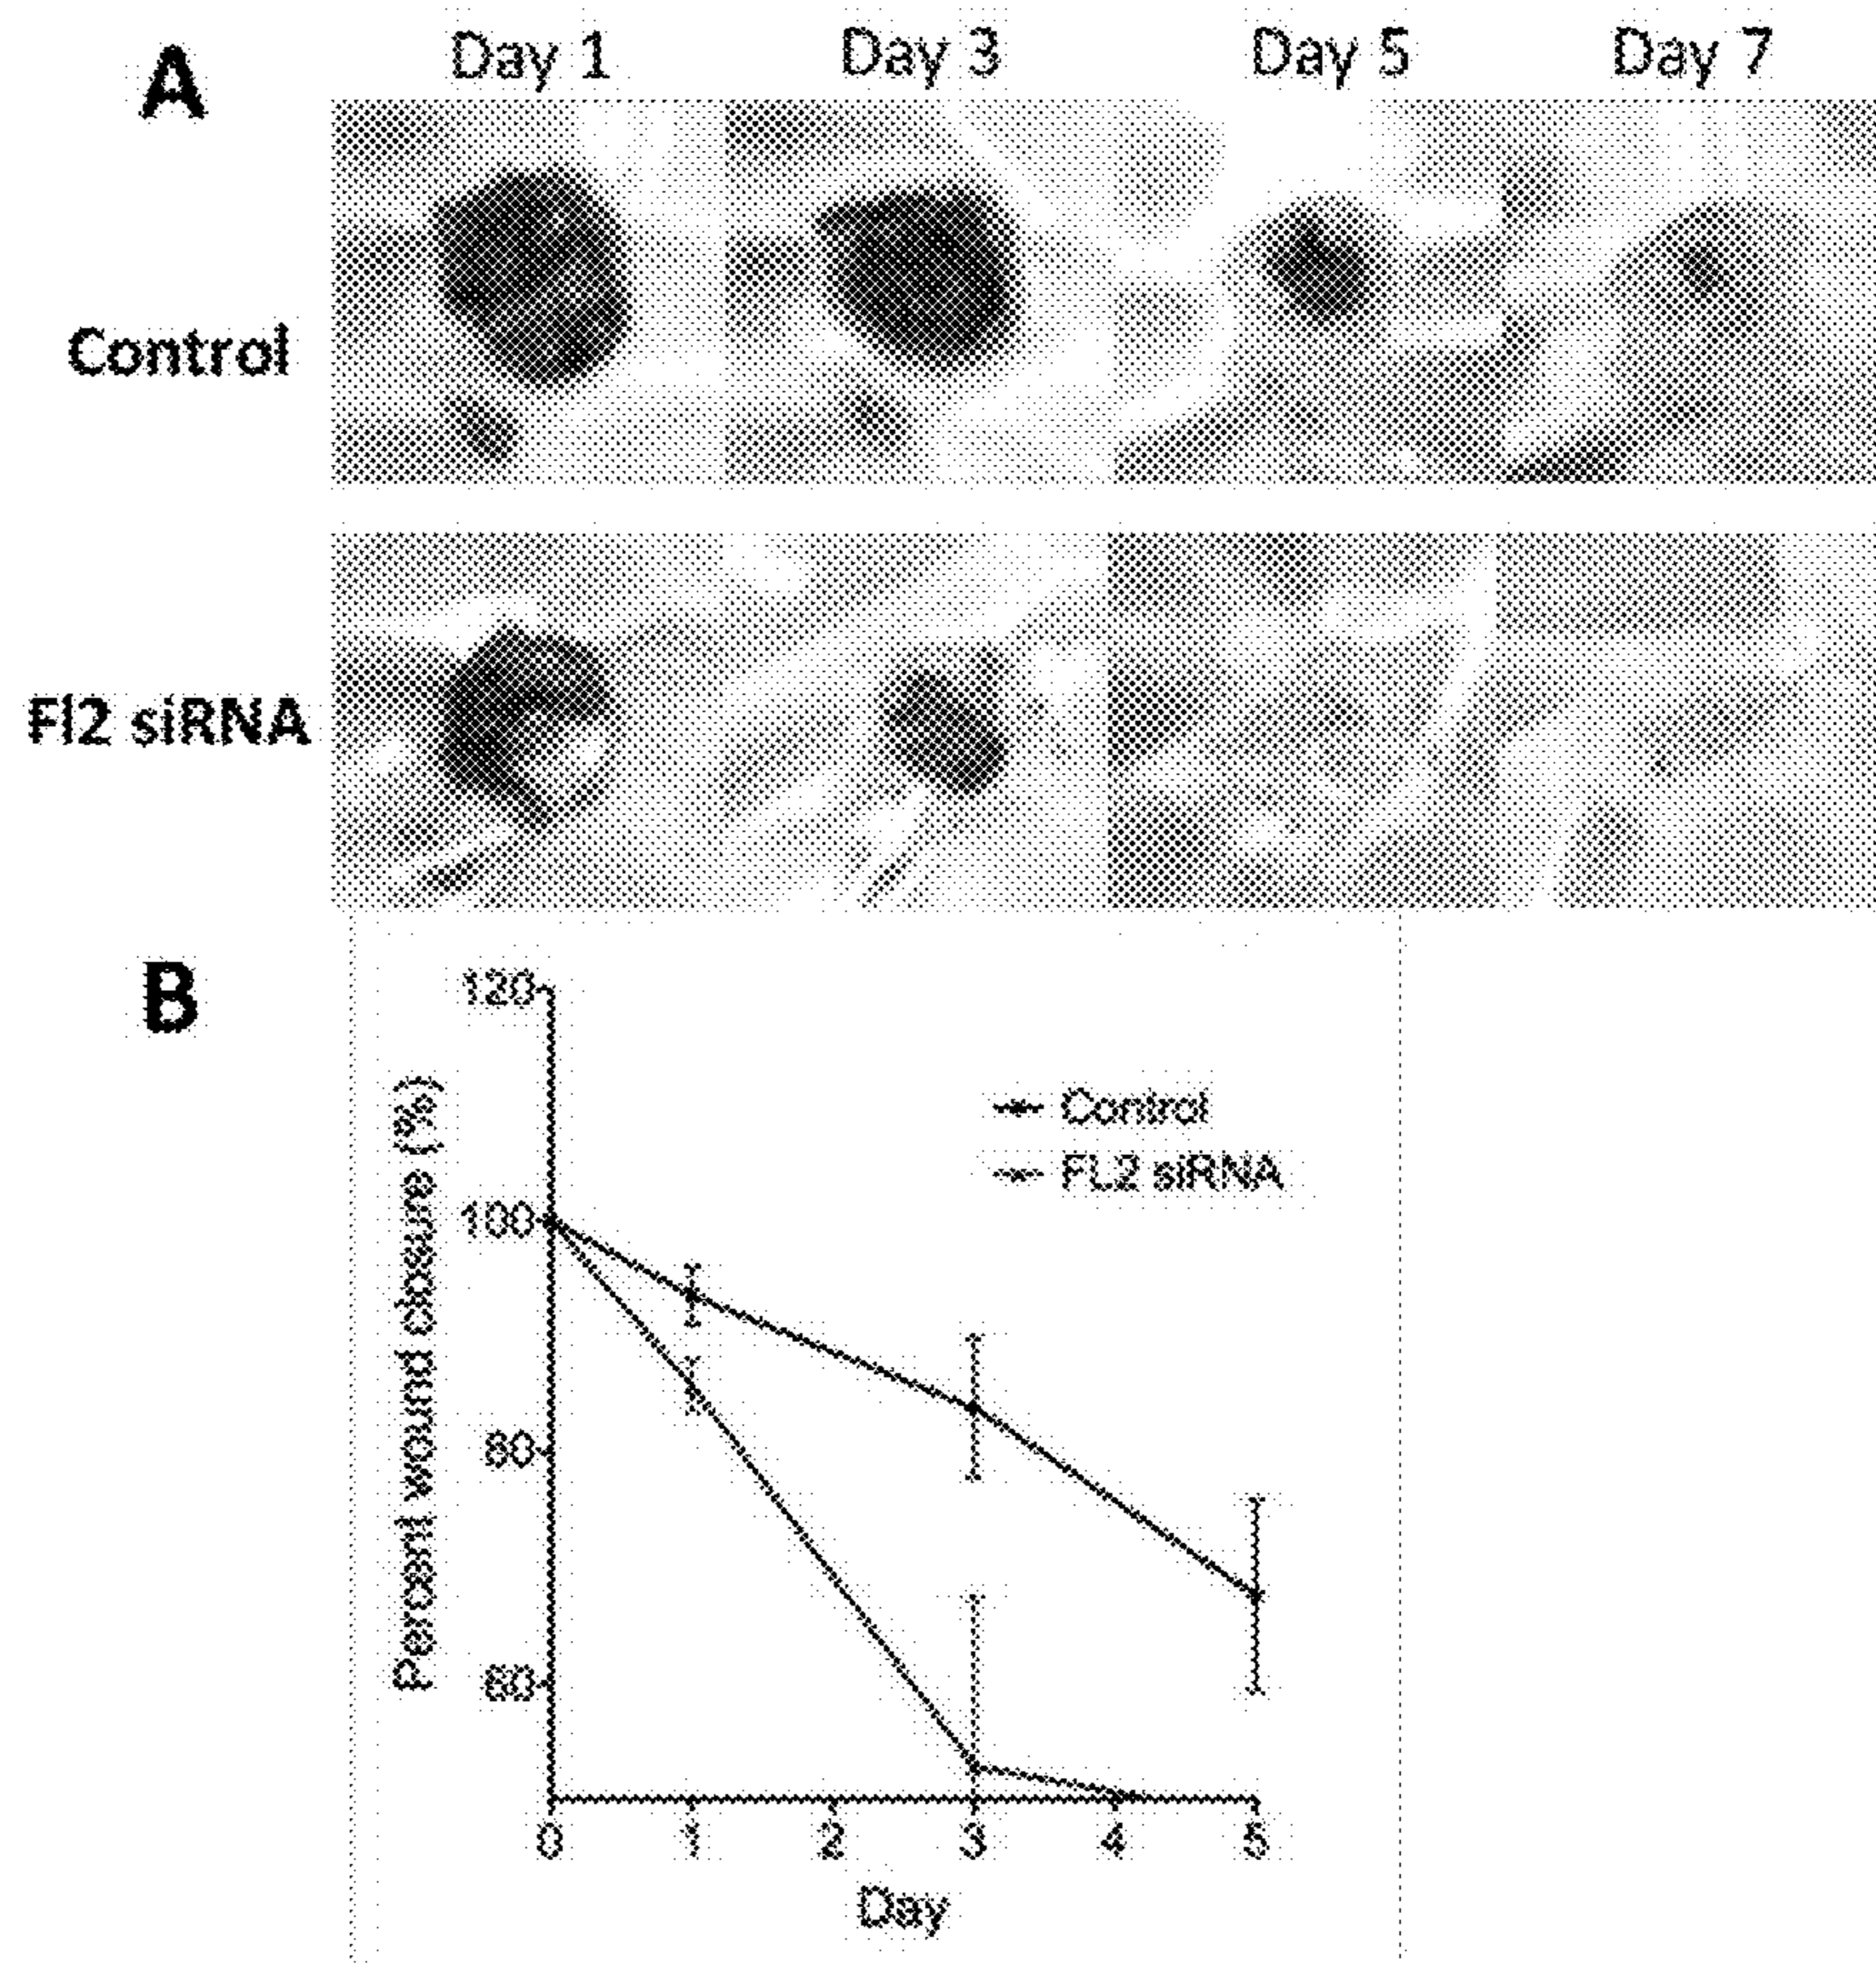 A
Day 1 Day 3 Day 5 Day 7
Control
Fl2 siRNA
B
Percent wound closure (%)
120
100
80
60
Control
FL2 siRNA
0 1 2 3 4 5
Day